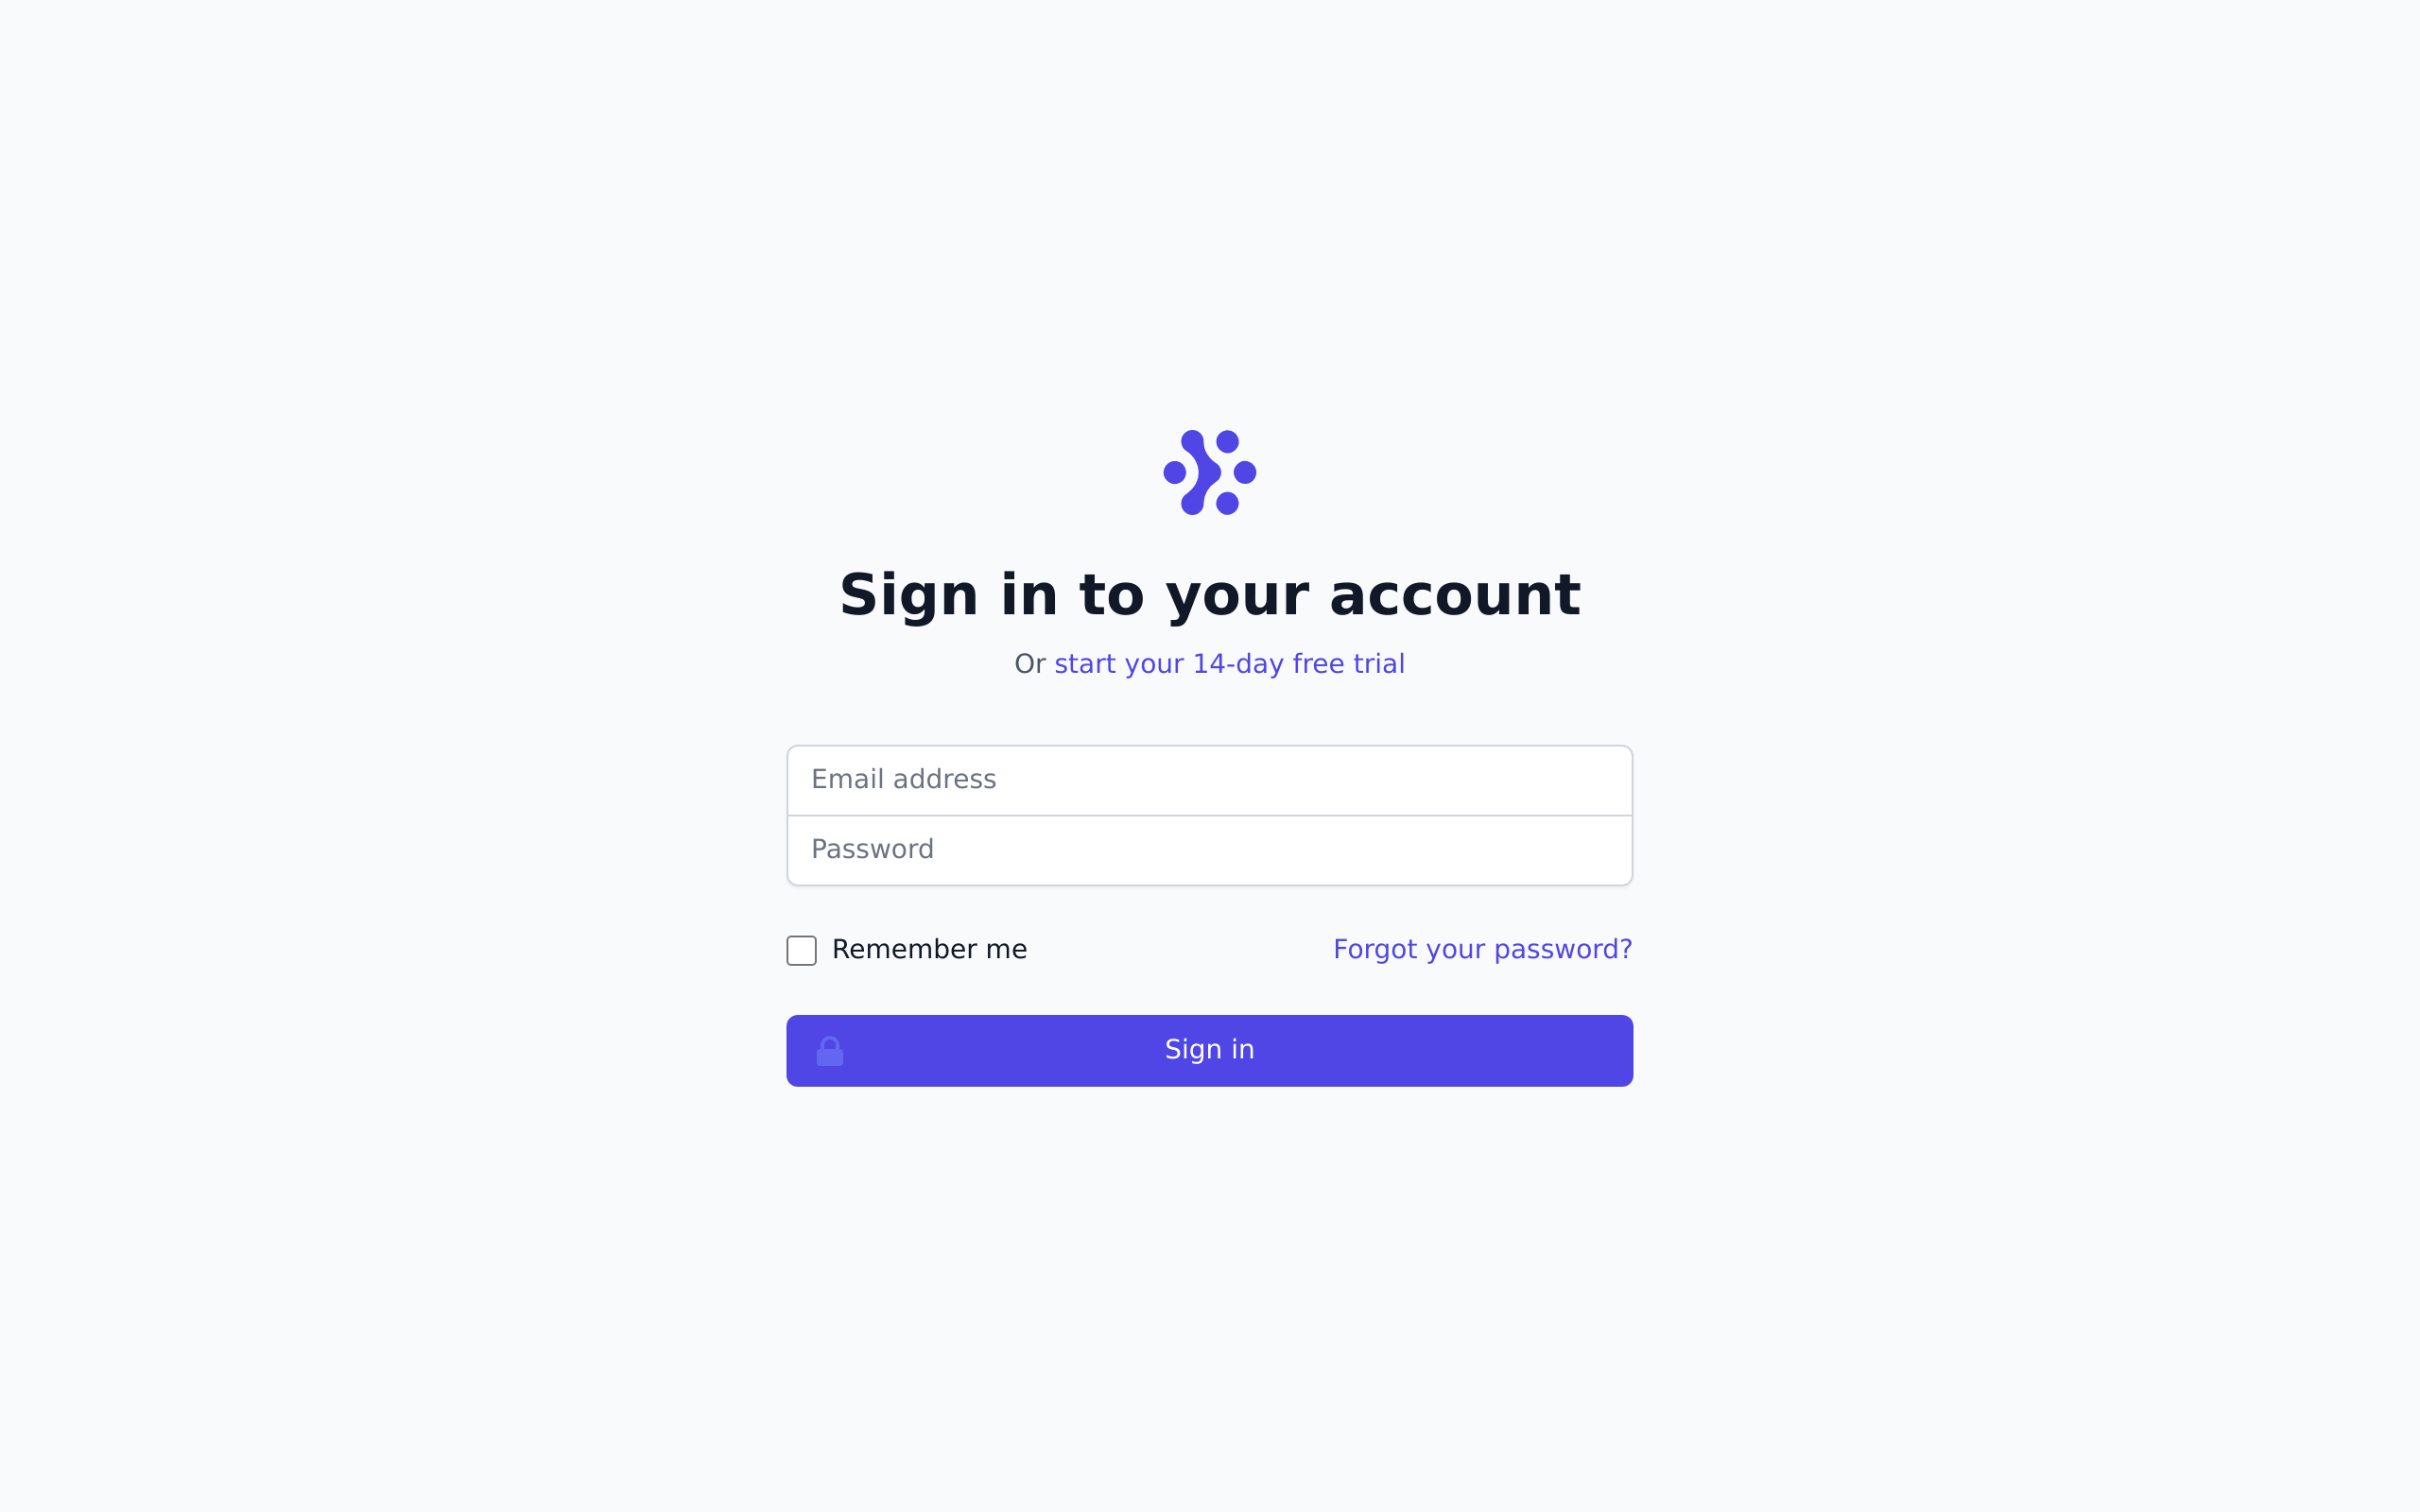 Sign in to your account
Or start your 14-day free trial
Email address
Password
Remember me
Forgot your password?
Sign in